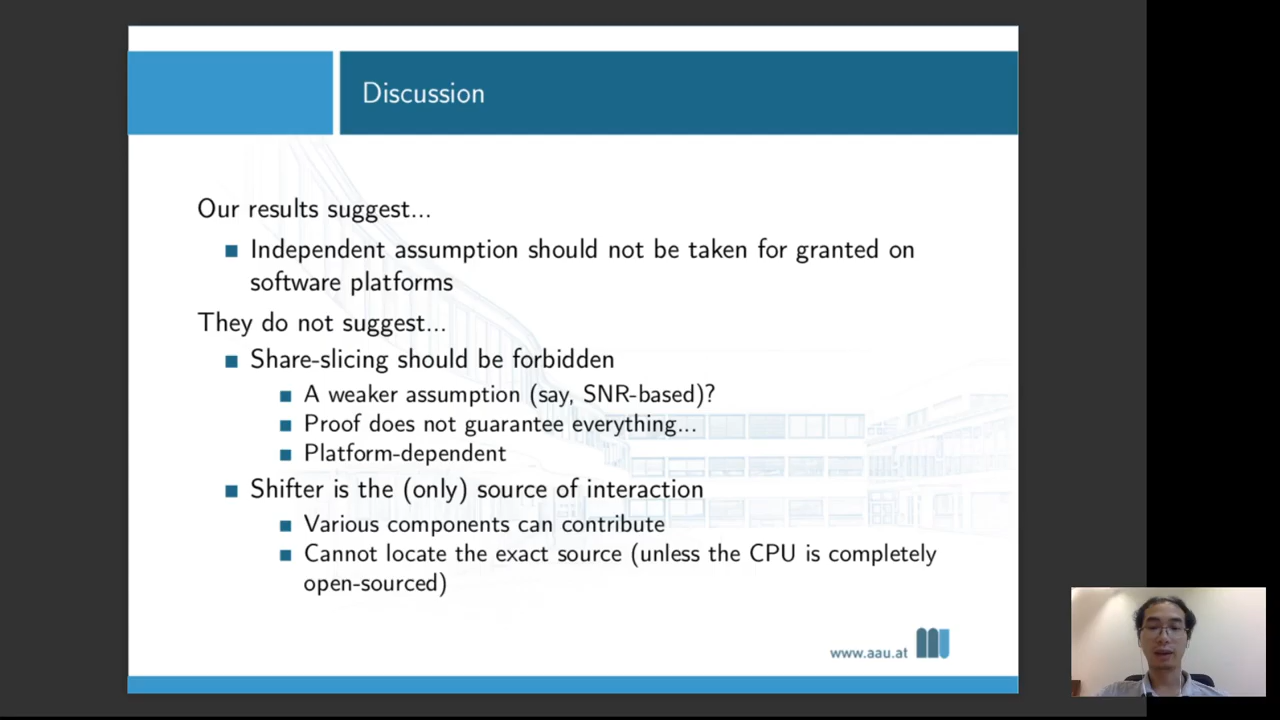 Discussion
Our results suggest...
■ Independent assumption should not be taken for granted on
software platforms
They do not suggest...
■ Share-slicing should be forbidden
■ A weaker assumption (say, SNR-based)?
■ Proof does not guarantee everything...
■ Platform-dependent
■ Shifter is the (only) source of interaction
■ Various components can contribute
■ Cannot locate the exact source (unless the CPU is completely
open-sourced)
www.aau.at